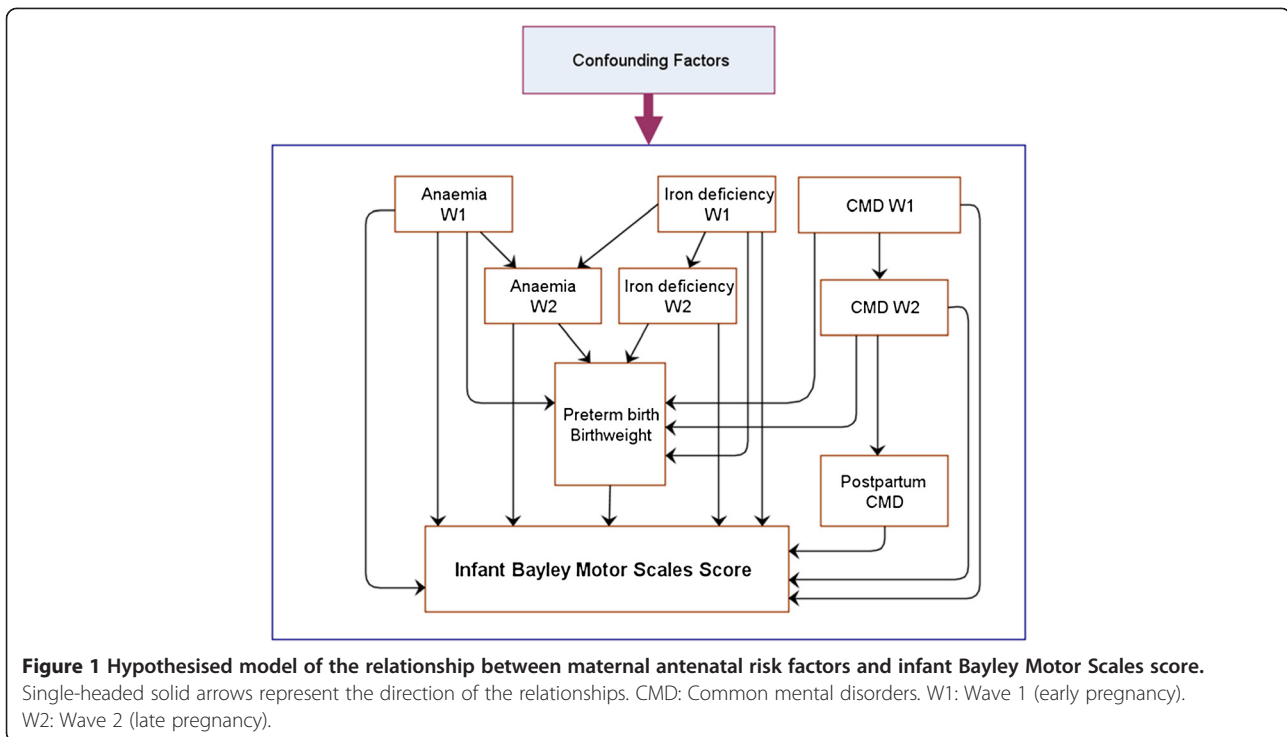 Confounding Factors
Anaemia
W1
Iron deficiency
W1
CMD W1
Anaemia
W2
Iron deficiency
W2
CMD W2
Preterm birth
Birthweight
Postpartum
CMD
Infant Bayley Motor Scales Score
Figure 1 Hypothesised model of the relationship between maternal antenatal risk factors and infant Bayley Motor Scales score.
Single-headed solid arrows represent the direction of the relationships. CMD: Common mental disorders. W1: Wave 1 (early pregnancy).
W2: Wave 2 (late pregnancy).